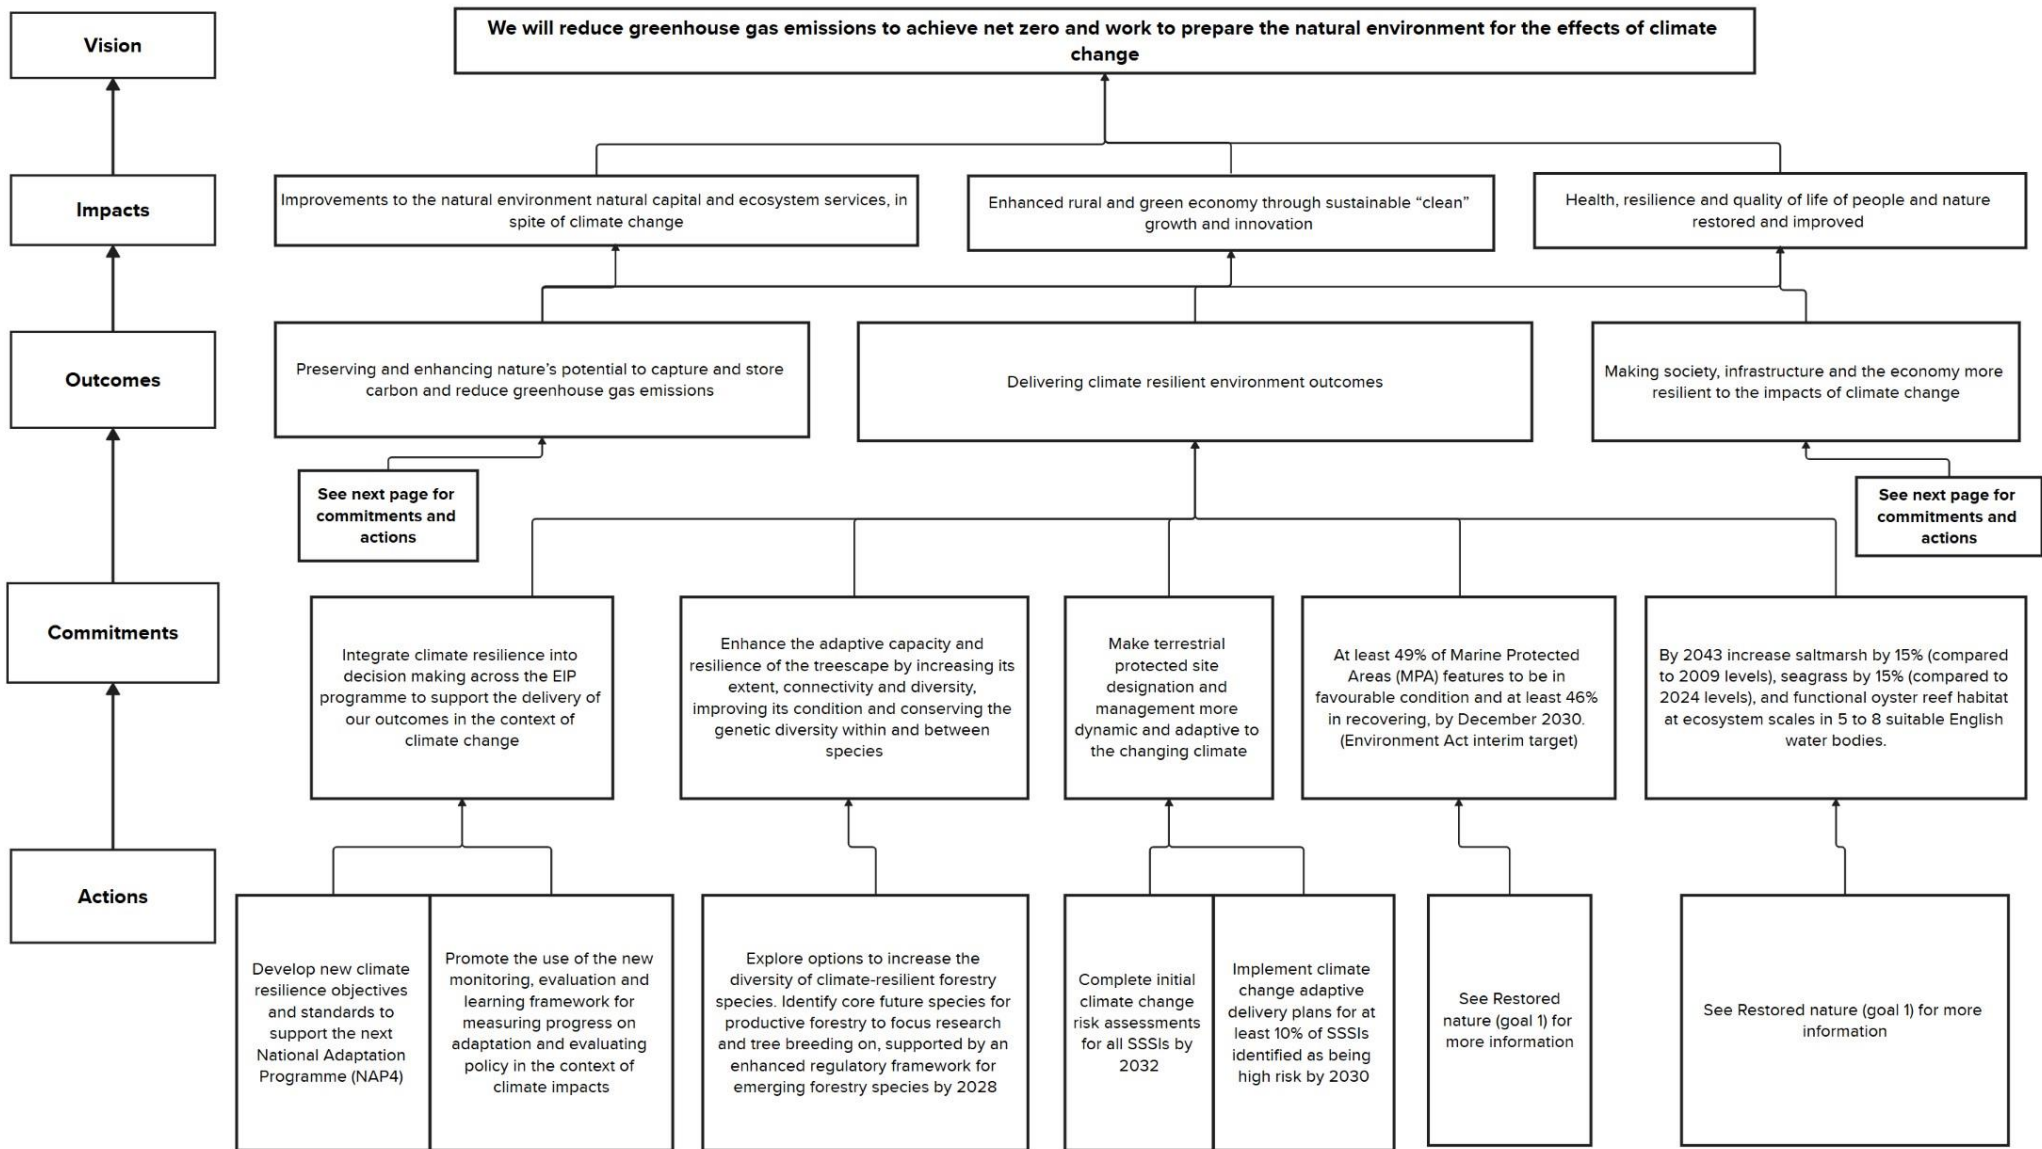 Vision
We will reduce greenhouse gas emissions to achieve net zero and work to prepare the natural environment for the effects of climate
change
Impacts
Improvements to the natural environment natural capital and ecosystem services, in
spite of climate change
Enhanced rural and green economy through sustainable “clean”
growth and innovation
Health, resilience and quality of life of people and nature
restored and improved
Outcomes
Preserving and enhancing nature’s potential to capture and store
carbon and reduce greenhouse gas emissions
Delivering climate resilient environment outcomes
Making society, infrastructure and the economy more
resilient to the impacts of climate change
See next page for
commitments and
actions
See next page for
commitments and
actions
Commitments
Integrate climate resilience into
decision making across the EIP
programme to support the delivery of
our outcomes in the context of
climate change
Enhance the adaptive capacity and
resilience of the treescape by increasing its
extent, connectivity and diversity,
improving its condition and conserving the
genetic diversity within and between
species
Make terrestrial
protected site
designation and
management more
dynamic and adaptive to
the changing climate
At least 49% of Marine Protected
Areas (MPA) features to be in
favourable condition and at least 46%
in recovering, by December 2030.
(Environment Act interim target)
By 2043 increase saltmarsh by 15% (compared
to 2009 levels), seagrass by 15% (compared to
2024 levels), and functional oyster reef habitat
at ecosystem scales in 5 to 8 suitable English
water bodies.
Actions
Develop new climate
resilience objectives
and standards to
support the next
National Adaptation
Programme (NAP4)
Promote the use of the new
monitoring, evaluation and
learning framework for
measuring progress on
adaptation and evaluating
policy in the context of
climate impacts
Explore options to increase the
diversity of climate-resilient forestry
species. Identify core future species for
productive forestry to focus research
and tree breeding on, supported by an
enhanced regulatory framework for
emerging forestry species by 2028
Complete initial
climate change
risk assessments
for all SSSIs by
2032
Implement climate
change adaptive
delivery plans for at
least 10% of SSSIs
identified as being
high risk by 2030
See Restored
nature (goal 1) for
more information
See Restored nature (goal 1) for more
information